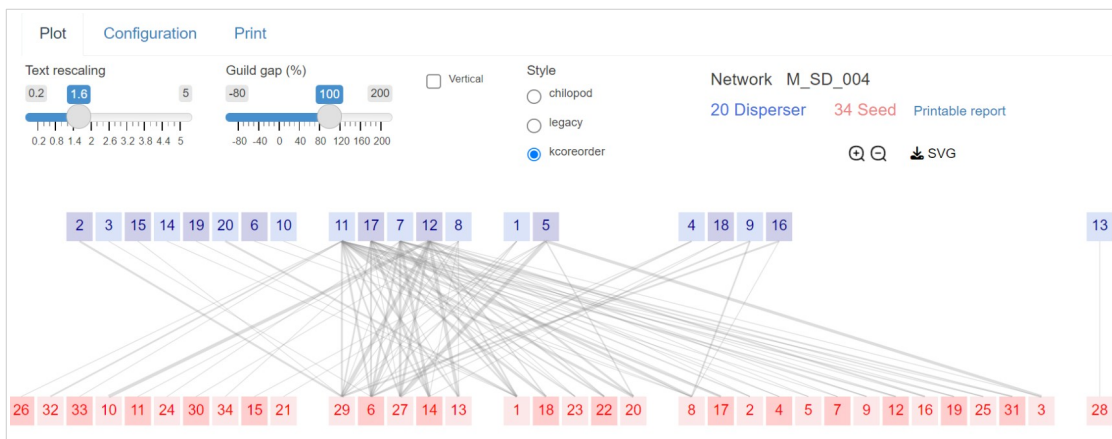 Plot Configuration Print
Text rescaling
0.2 1.6 5
0.2 0.8 1.4 2 2.6 3.2 3.8 4.4 5
Guild gap (%)
-80 100 200
-80 -40 0 40 80 120 160 200
Vertical
Style
chilopod
legacy
kcoreorder
Network M_SD_004
20 Disperser 34 Seed Printable report
SVG
2 3 15 14 19 20 6 10 11 17 7 12 8 1 5 4 18 9 16 13
26 32 33 10 11 24 30 34 15 21 29 6 27 14 13 1 18 23 22 20 8 17 2 4 5 7 9 12 16 19 25 31 3 28